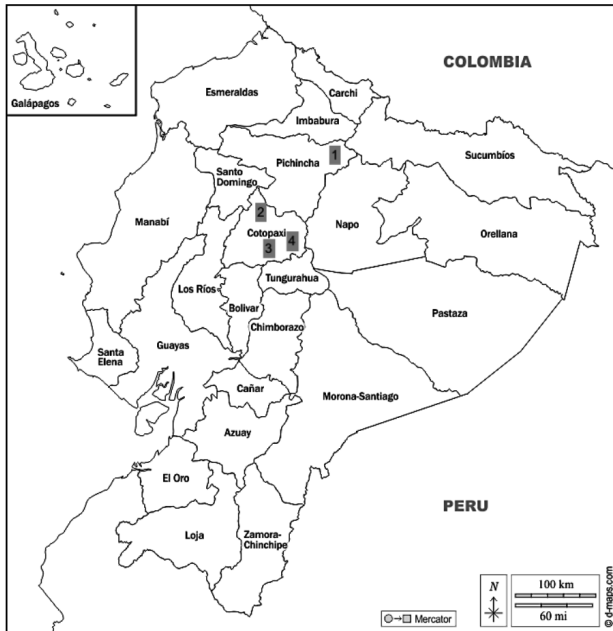 COLOMBIA
Galápagos
Esmeraldas
Carchi
Imbabura
1
Sucumbíos
Pichincha
Santo
Domingo
2
Manabí
Cotopaxi
3
4
Napo
Orellana
Tungurahua
Los Ríos
Bolivar
Pastaza
Chimborazo
Guayas
Santa
Elena
Cañar
Morona-Santiago
Azuay
El Oro
PERU
Loja
Zamora-
Chinchipe
N
100 km
60 mi
Mercator
© d-maps.com